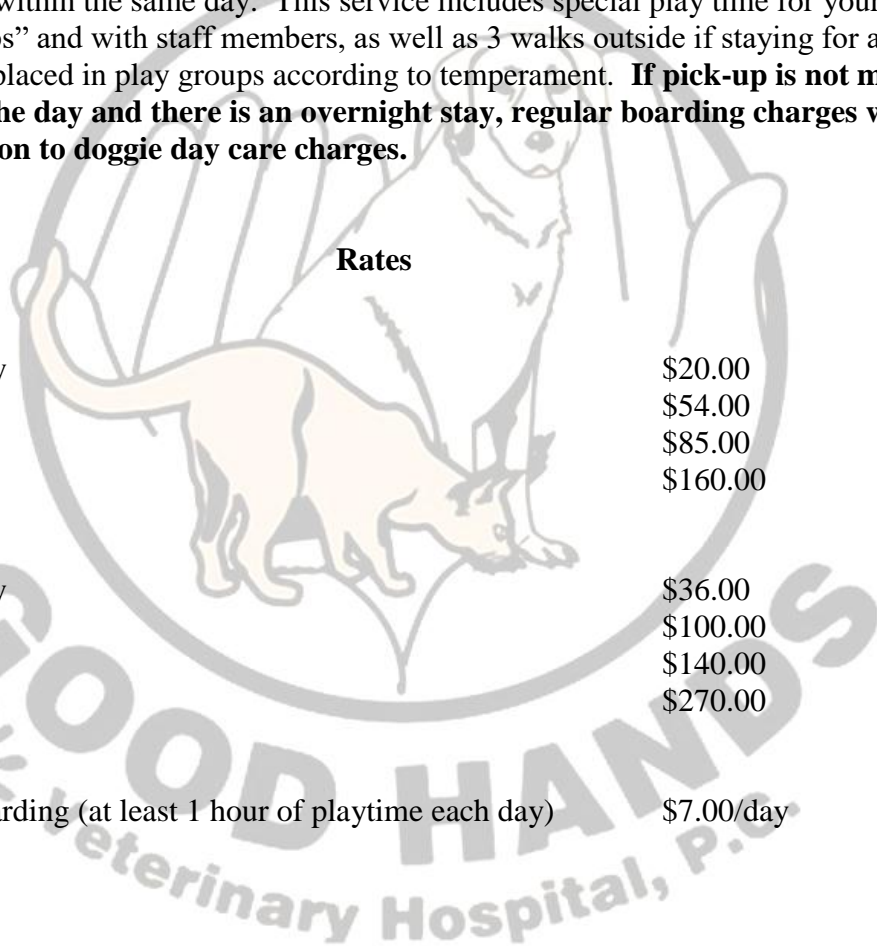 within the same day. This service includes special play time for your
os” and with staff members, as well as 3 walks outside if staying for a
placed in play groups according to temperament. If pick-up is not m
he day and there is an overnight stay, regular boarding charges w
on to doggie day care charges.
Rates
y $20.00
$54.00
$85.00
$160.00
y $36.00
$100.00
$140.00
$270.00
rding (at least 1 hour of playtime each day) $7.00/day
GOOD HANDS
Veterinary Hospital, P.C.